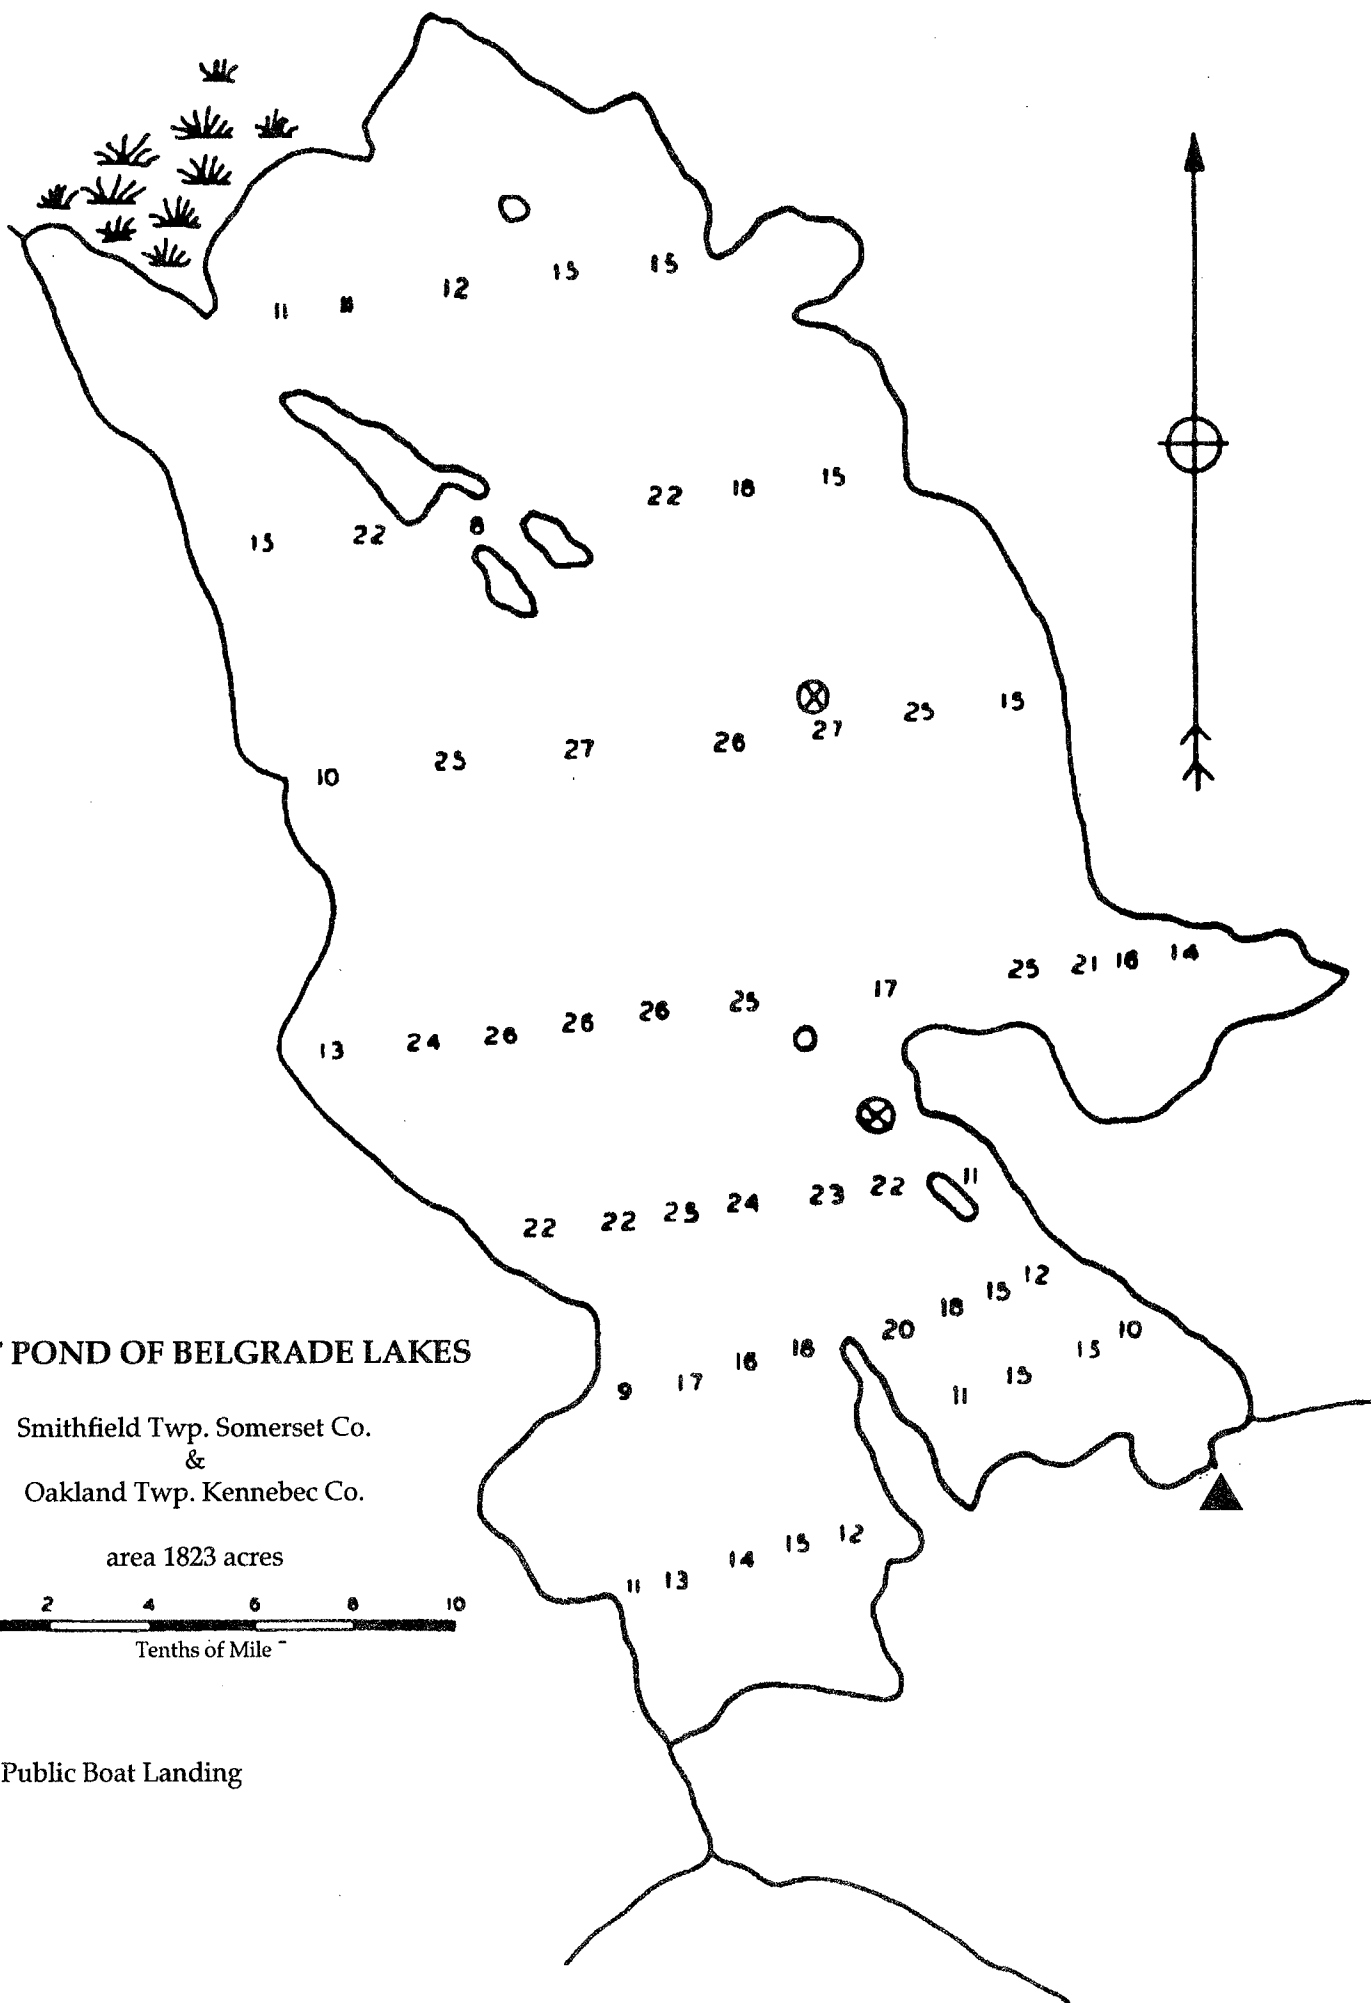 11 11 12 15 15
15 22 8 22 18 15
10 25 27 26 27 25 15
13 24 26 26 26 25 17 25 21 16 14
22 22 25 24 23 22 11
9 17 16 18 20 18 15 12
11 15 15 10
11 13 14 15 12
POND OF BELGRADE LAKES
Smithfield Twp. Somerset Co.
&
Oakland Twp. Kennebec Co.
area 1823 acres
2 4 6 8 10
Tenths of Mile
Public Boat Landing